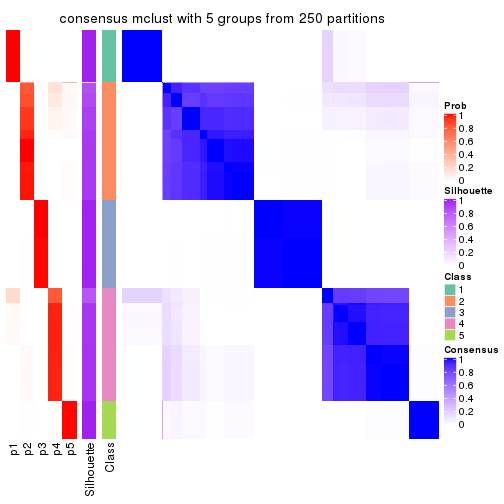 consensus mclust with 5 groups from 250 partitions
Prob
1
0.8
0.6
0.4
0.2
0
Silhouette
1
0.8
0.6
0.4
0.2
0
Class
1
2
3
4
5
Consensus
1
0.8
0.6
0.4
0.2
0
p1
p2
p3
p4
p5
Silhouette
Class